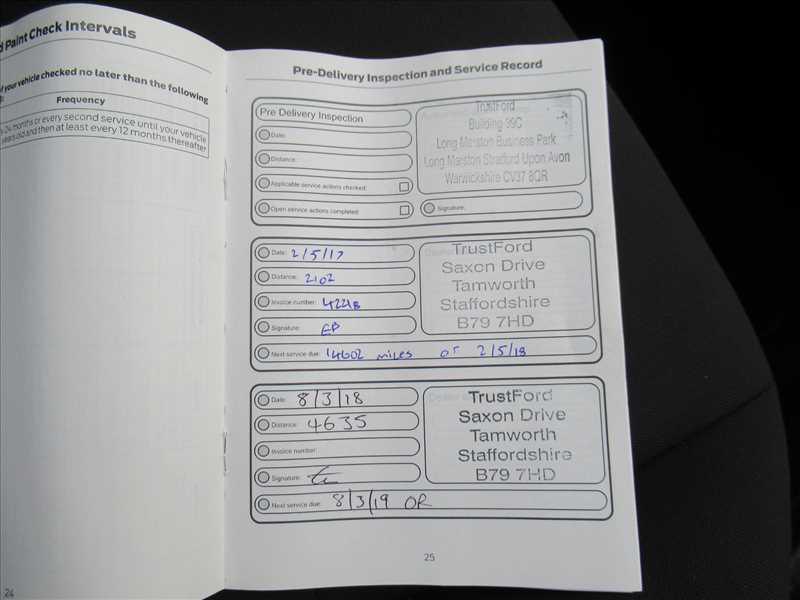 d Paint Check Intervals
of your vehicle checked no later than the following
Frequency
24 months or every second service until your vehicle
years old and then at least every 12 months thereafter
24
Pre-Delivery Inspection and Service Record
Pre Delivery Inspection
Date:
Distance:
Applicable service actions checked:
Open service actions completed:
TrustFord
Building 39C
Long Marston Business Park
Long Marston Stratford Upon Avon
Warwickshire CV37 8QR
Signature:
Date: 2/5/17
Distance: 2102
Invoice number: 42218
Signature: EP
Next service due: 14602 miles or 2/5/18
TrustFord
Saxon Drive
Tamworth
Staffordshire
B79 7HD
Date: 8/3/18
Distance: 4635
Invoice number:
Signature:
Next service due: 8/3/19 OR
TrustFord
Saxon Drive
Tamworth
Staffordshire
B79 7HD
25